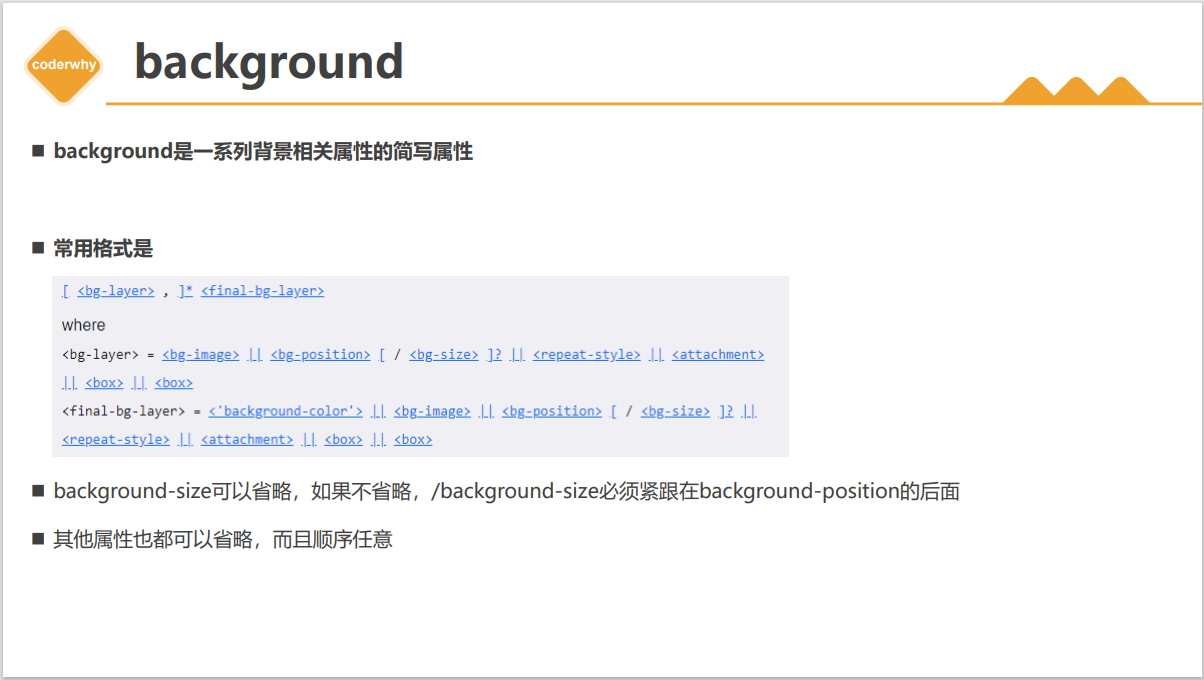 coderwhy
background
■ background是一系列背景相关属性的简写属性
■ 常用格式是
[ <bg-layer> , ]* <final-bg-layer>
where
<bg-layer> = <bg-image> || <bg-position> [ / <bg-size> ]? || <repeat-style> || <attachment>
|| <box> || <box>
<final-bg-layer> = <'background-color'> || <bg-image> || <bg-position> [ / <bg-size> ]? ||
<repeat-style> || <attachment> || <box> || <box>
■ background-size可以省略，如果不省略，/background-size必须紧跟在background-position的后面
■ 其他属性也都可以省略，而且顺序任意